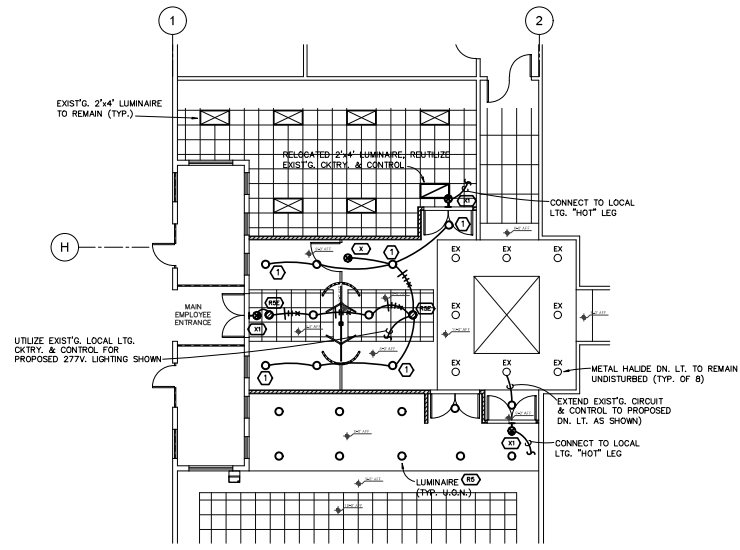 1
2
EXIST'G. 2'x4' LUMINAIRE
TO REMAIN (TYP.)
RELOCATED 2'x4' LUMINAIRE, REUTILIZE
EXIST'G. CKTRY. & CONTROL
X1
CONNECT TO LOCAL
LTG. "HOT" LEG
H
1
X
1
1
EX
EX
EX
MAIN
EMPLOYEE
ENTRANCE
R5E
R5E
EX
EX
X1
UTILIZE EXIST'G. LOCAL LTG.
CKTRY. & CONTROL FOR
PROPOSED 277V. LIGHTING SHOWN
1
1
EX
EX
EX
METAL HALIDE DN. LT. TO REMAIN
UNDISTURBED (TYP. OF 8)
EXTEND EXIST'G. CIRCUIT
& CONTROL TO PROPOSED
DN. LT. AS SHOWN)
X1
CONNECT TO LOCAL
LTG. "HOT" LEG
LUMINAIRE R5
(TYP. U.O.N.)